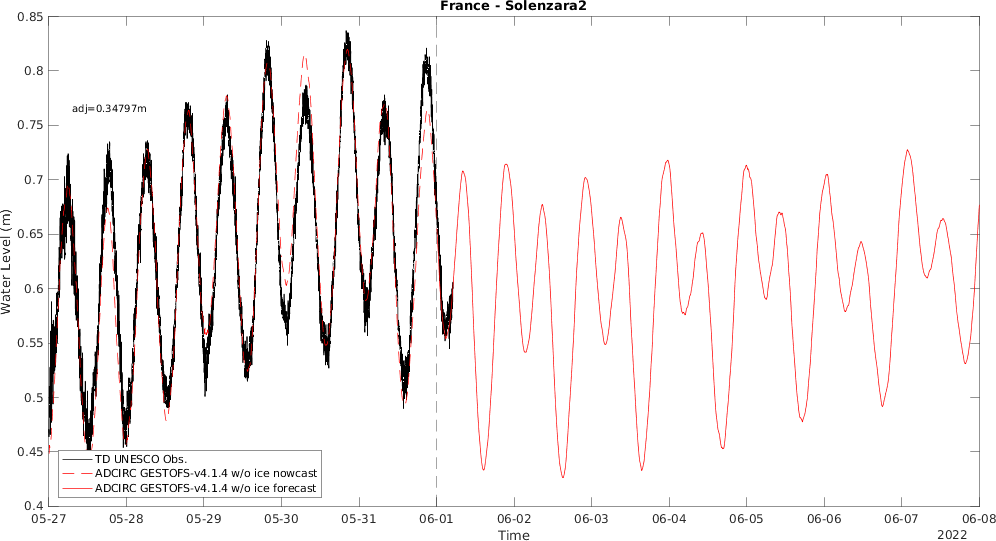 France - Solenzara2
0.85
0.8
0.75
0.7
0.65
0.6
0.55
0.5
0.45
0.4
Water Level (m)
adj=0.34797m
TD UNESCO Obs.
ADCIRC GESTOFS-v4.1.4 w/o ice nowcast
ADCIRC GESTOFS-v4.1.4 w/o ice forecast
05-27 05-28 05-29 05-30 05-31 06-01 06-02 06-03 06-04 06-05 06-06 06-07 06-08
Time
2022